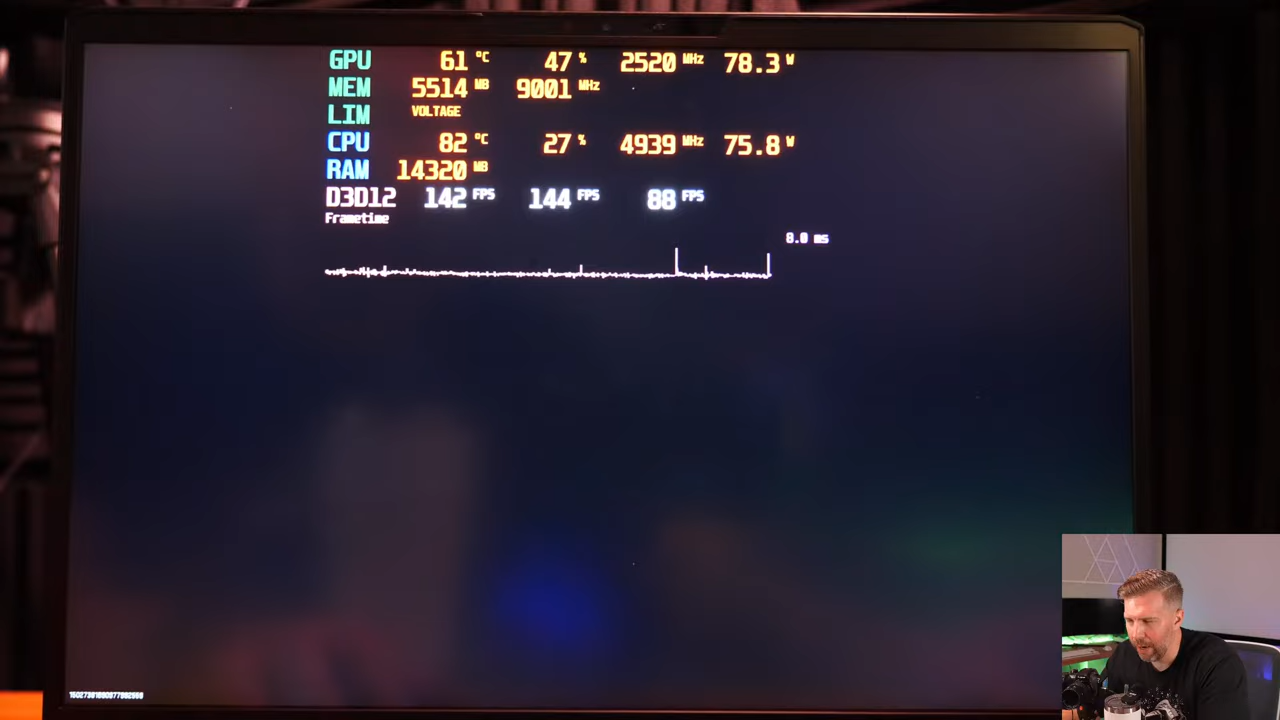 GPU 61 °C 47 % 2520 MHz 78.3 W
MEM 5514 MB 9001 MHz
LIM VOLTAGE
CPU 82 °C 27 % 4939 MHz 75.8 W
RAM 14320 MB
D3D12 142 FPS 144 FPS 88 FPS
Frametime
8.0 ms